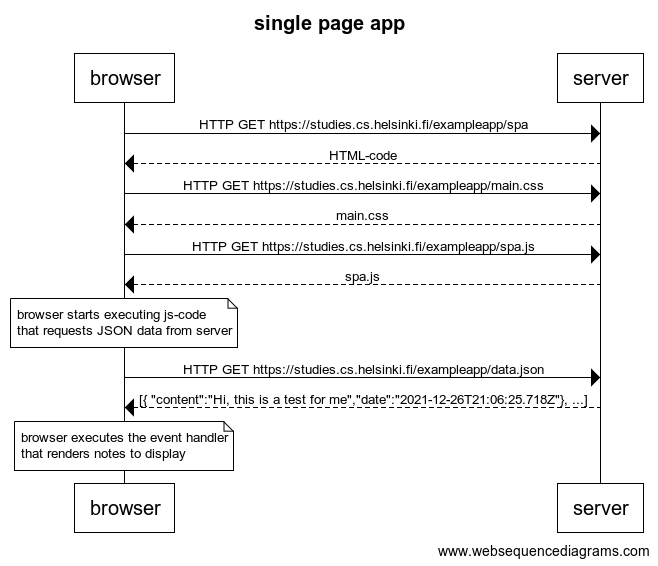 single page app
browser
server
HTTP GET https://studies.cs.helsinki.fi/exampleapp/spa
HTML-code
HTTP GET https://studies.cs.helsinki.fi/exampleapp/main.css
main.css
HTTP GET https://studies.cs.helsinki.fi/exampleapp/spa.js
spa.js
browser starts executing js-code
that requests JSON data from server
HTTP GET https://studies.cs.helsinki.fi/exampleapp/data.json
[{ "content":"Hi, this is a test for me","date":"2021-12-26T21:06:25.718Z"}, ...]
browser executes the event handler
that renders notes to display
browser
server
www.websequencediagrams.com